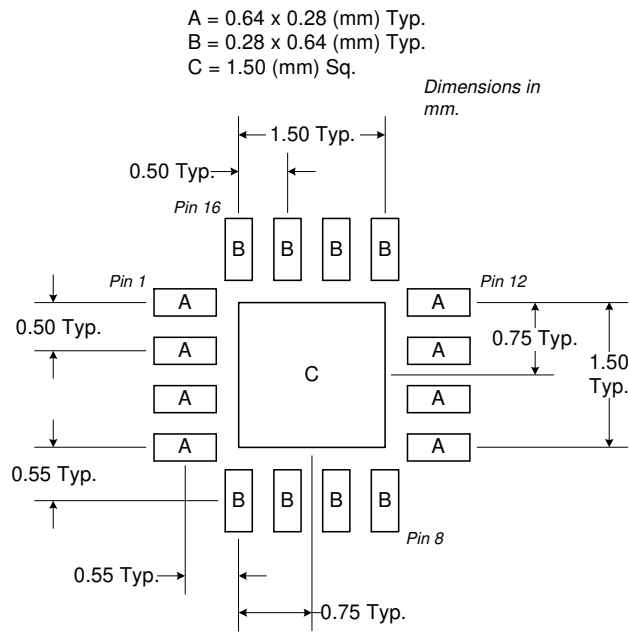 A = 0.64 x 0.28 (mm) Typ.
B = 0.28 x 0.64 (mm) Typ.
C = 1.50 (mm) Sq.
Dimensions in
mm.
1.50 Typ.
0.50 Typ.
Pin 16
B B B B
Pin 1
Pin 12
A A
0.50 Typ.
0.75 Typ.
A A
1.50
Typ.
C
A A
A A
0.55 Typ.
B B B B
Pin 8
0.55 Typ.
0.75 Typ.